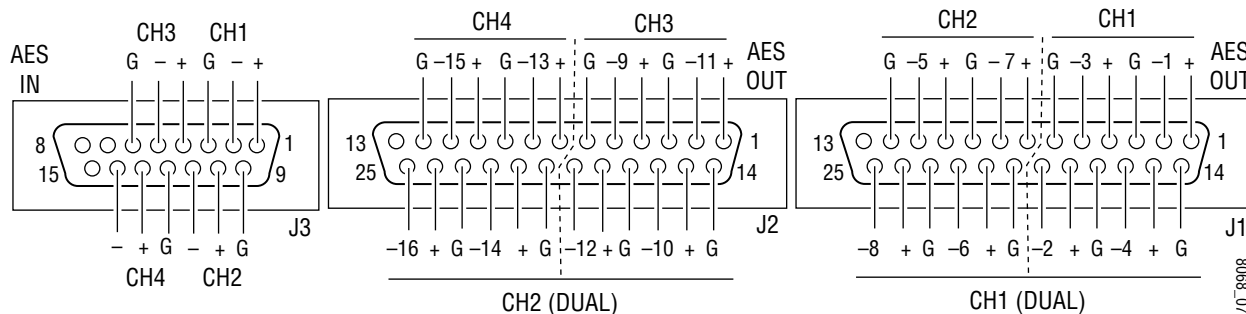 CH3 CH1
AES IN
G – + G – +
8 1
15 9
J3
– + G – + G
CH4 CH2
CH4 CH3
G –15 + G –13 + G –9 + G –11 +
AES OUT
13 1
25 14
J2
–16 + G –14 + G –12 + G –10 + G
CH2 (DUAL)
CH2 CH1
G –5 + G –7 + G –3 + G –1 +
AES OUT
13 1
25 14
J1
–8 + G –6 + G –2 + G –4 + G
CH1 (DUAL)
8068_07